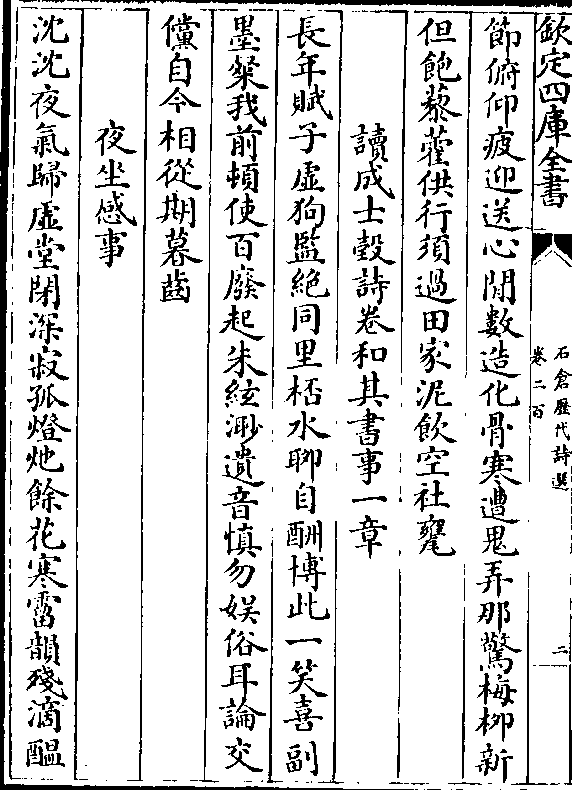 欽定四庫全書
石倉歷代詩選
卷二百
二
節俯仰疲迎送心閒數造化骨寒遭鬼弄那驚梅柳新
但飽藜藿供行須過田家泥飲空社甕
讀成士瑴詩卷和其書事一章
長年賦子虛狗監絶同里桮水聊自酬博此一笑喜副
墨粲我前頓使百廢起朱絃渺遺音慎勿娱俗耳論交
儻自今相從期暮齒
夜坐感事
沈沈夜氣歸虛堂閉深寂孤燈灺餘花寒霤韻殘滴醞